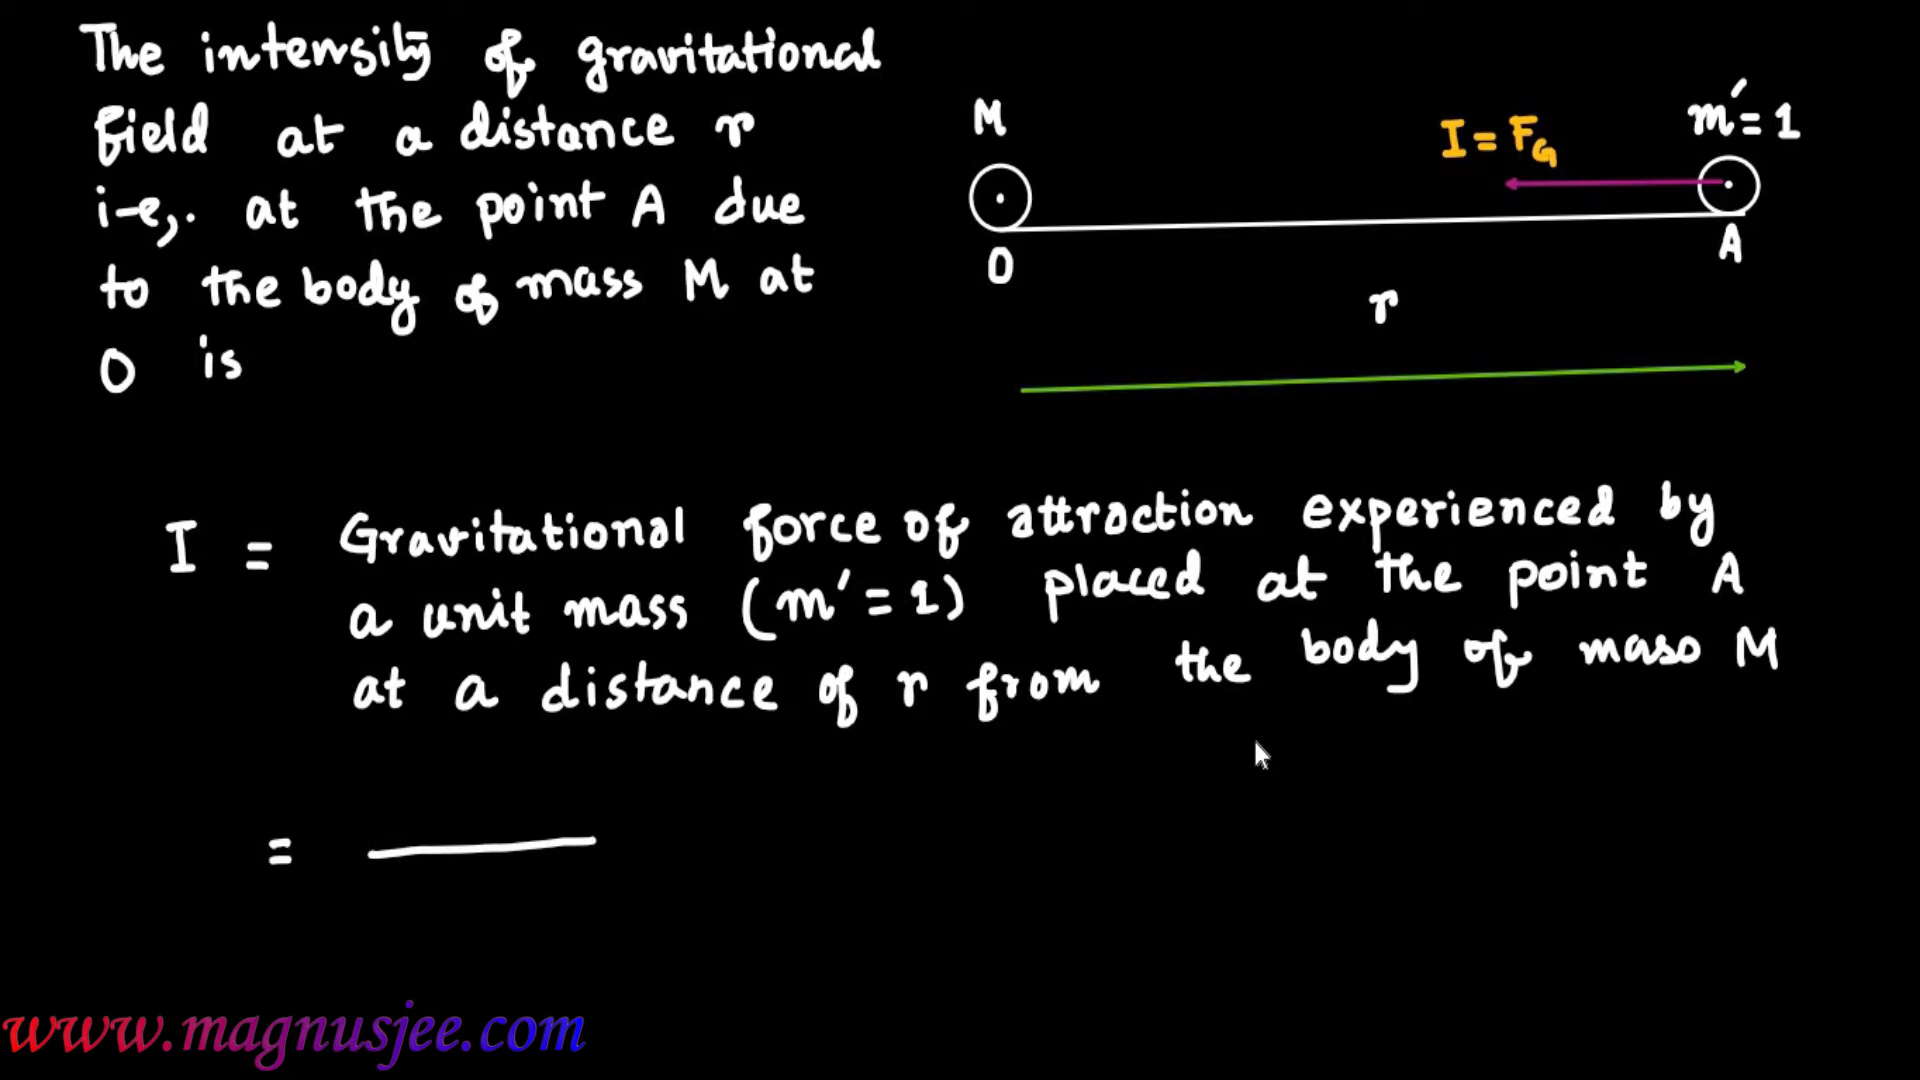 The intensity of gravitational
field at a distance r
i-e,. at the point A due
to the body of mass M at
O is
M
I = F_G
m' = 1
O
A
r
I = Gravitational force of attraction experienced by
a unit mass (m' = 1) placed at the point A
at a distance of r from the body of mass M
=
www.magnusjee.com